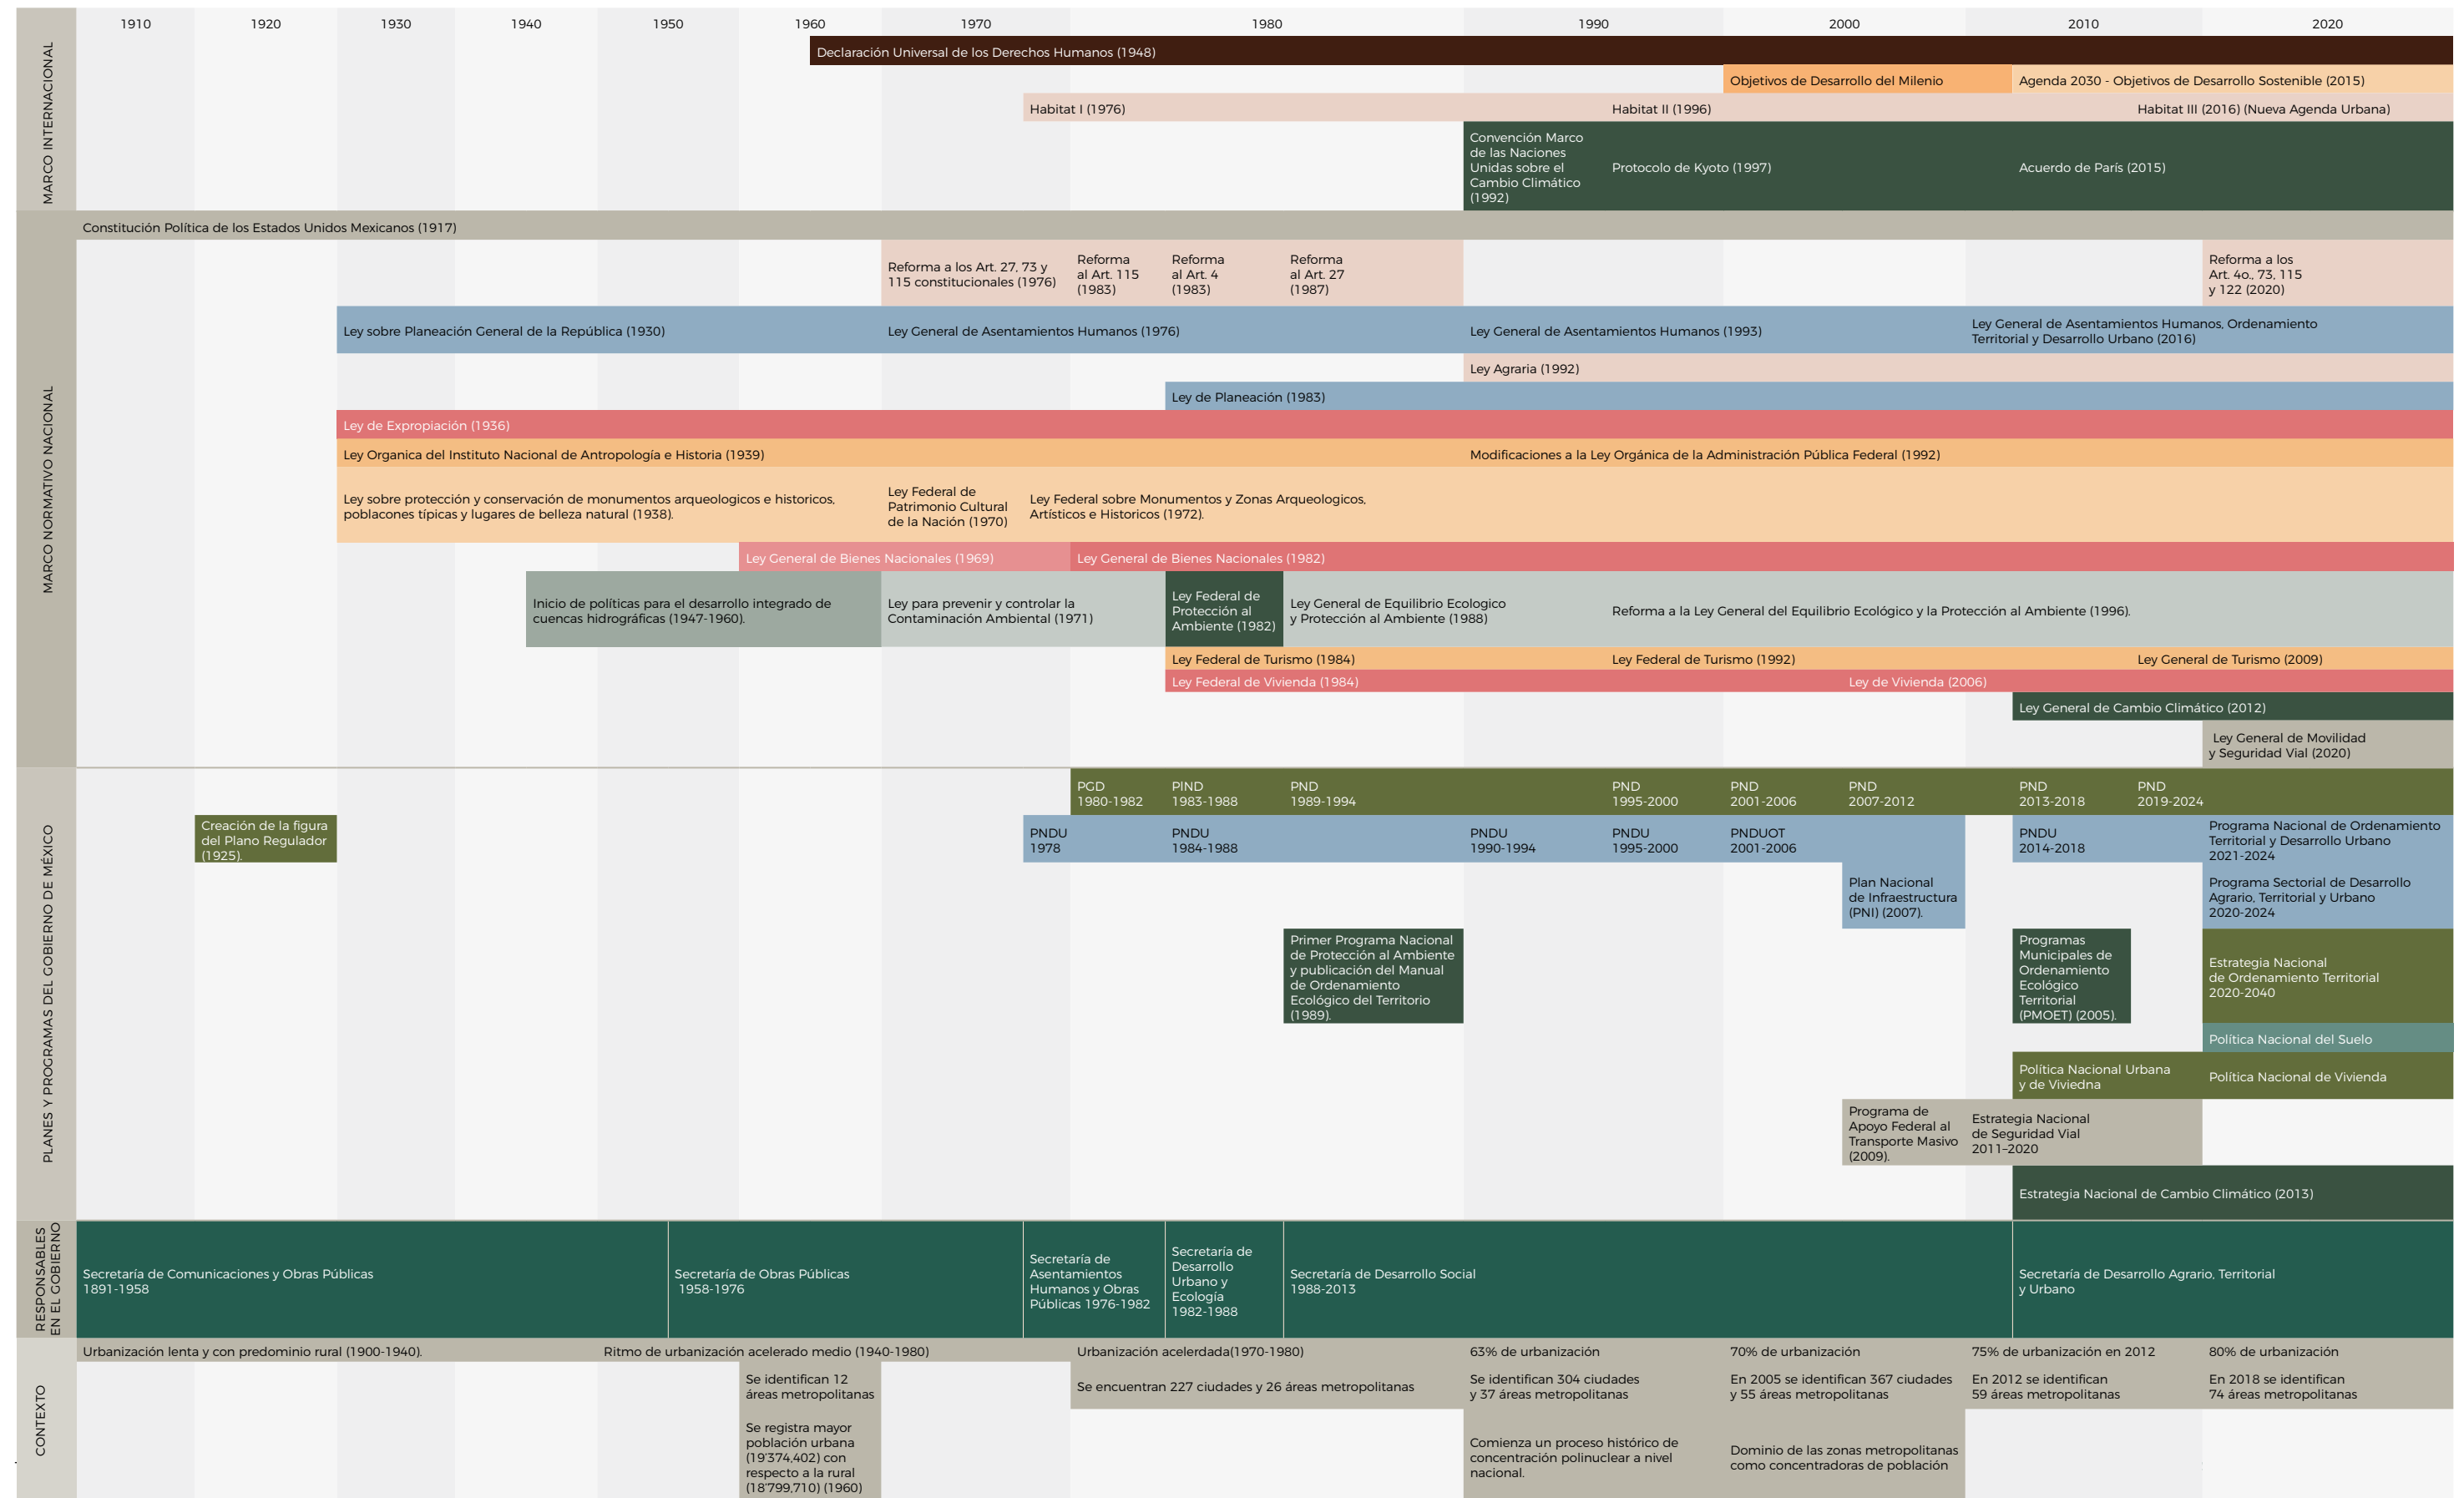 1910 1920 1930 1940 1950 1960 1970 1980 1990 2000 2010 2020
MARCO INTERNACIONAL
Declaración Universal de los Derechos Humanos (1948)
Objetivos de Desarrollo del Milenio
Agenda 2030 - Objetivos de Desarrollo Sostenible (2015)
Habitat I (1976)
Habitat II (1996)
Habitat III (2016) (Nueva Agenda Urbana)
Convención Marco
de las Naciones
Unidas sobre el
Cambio Climático
(1992)
Protocolo de Kyoto (1997)
Acuerdo de París (2015)
MARCO NORMATIVO NACIONAL
Constitución Política de los Estados Unidos Mexicanos (1917)
Reforma a los Art. 27, 73 y
115 constitucionales (1976)
Reforma
al Art. 115
(1983)
Reforma
al Art. 4
(1983)
Reforma
al Art. 27
(1987)
Reforma a los
Art. 4o., 73, 115
y 122 (2020)
Ley sobre Planeación General de la República (1930)
Ley General de Asentamientos Humanos (1976)
Ley General de Asentamientos Humanos (1993)
Ley General de Asentamientos Humanos, Ordenamiento
Territorial y Desarrollo Urbano (2016)
Ley Agraria (1992)
Ley de Planeación (1983)
Ley de Expropiación (1936)
Ley Organica del Instituto Nacional de Antropología e Historia (1939)
Modificaciones a la Ley Orgánica de la Administración Pública Federal (1992)
Ley sobre protección y conservación de monumentos arqueologicos e historicos,
poblacones típicas y lugares de belleza natural (1938).
Ley Federal de
Patrimonio Cultural
de la Nación (1970)
Ley Federal sobre Monumentos y Zonas Arqueologicos,
Artísticos e Historicos (1972).
Ley General de Bienes Nacionales (1969)
Ley General de Bienes Nacionales (1982)
Inicio de políticas para el desarrollo integrado de
cuencas hidrográficas (1947-1960).
Ley para prevenir y controlar la
Contaminación Ambiental (1971)
Ley Federal de
Protección al
Ambiente (1982)
Ley General de Equilibrio Ecologico
y Protección al Ambiente (1988)
Reforma a la Ley General del Equilibrio Ecológico y la Protección al Ambiente (1996).
Ley Federal de Turismo (1984)
Ley Federal de Turismo (1992)
Ley General de Turismo (2009)
Ley Federal de Vivienda (1984)
Ley de Vivienda (2006)
Ley General de Cambio Climático (2012)
Ley General de Movilidad
y Seguridad Vial (2020)
PLANES Y PROGRAMAS DEL GOBIERNO DE MÉXICO
PGD
1980-1982
PIND
1983-1988
PND
1989-1994
PND
1995-2000
PND
2001-2006
PND
2007-2012
PND
2013-2018
PND
2019-2024
Creación de la figura
del Plano Regulador
(1925).
PNDU
1978
PNDU
1984-1988
PNDU
1990-1994
PNDU
1995-2000
PNDUOT
2001-2006
PNDU
2014-2018
Programa Nacional de Ordenamiento
Territorial y Desarrollo Urbano
2021-2024
Plan Nacional
de Infraestructura
(PNI) (2007).
Programa Sectorial de Desarrollo
Agrario, Territorial y Urbano
2020-2024
Primer Programa Nacional
de Protección al Ambiente
y publicación del Manual
de Ordenamiento
Ecológico del Territorio
(1989).
Programas
Municipales de
Ordenamiento
Ecológico
Territorial
(PMOET) (2005).
Estrategia Nacional
de Ordenamiento Territorial
2020-2040
Política Nacional del Suelo
Política Nacional Urbana
y de Viviedna
Política Nacional de Vivienda
Programa de
Apoyo Federal al
Transporte Masivo
(2009).
Estrategia Nacional
de Seguridad Vial
2011–2020
Estrategia Nacional de Cambio Climático (2013)
RESPONSABLES
EN EL GOBIERNO
Secretaría de Comunicaciones y Obras Públicas
1891-1958
Secretaría de Obras Públicas
1958-1976
Secretaría de
Asentamientos
Humanos y Obras
Públicas 1976-1982
Secretaría de
Desarrollo
Urbano y
Ecología
1982-1988
Secretaría de Desarrollo Social
1988-2013
Secretaría de Desarrollo Agrario, Territorial
y Urbano
CONTEXTO
Urbanización lenta y con predominio rural (1900-1940).
Ritmo de urbanización acelerado medio (1940-1980)
Urbanización acelerdada(1970-1980)
63% de urbanización
70% de urbanización
75% de urbanización en 2012
80% de urbanización
Se identifican 12
áreas metropolitanas
Se encuentran 227 ciudades y 26 áreas metropolitanas
Se identifican 304 ciudades
y 37 áreas metropolitanas
En 2005 se identifican 367 ciudades
y 55 áreas metropolitanas
En 2012 se identifican
59 áreas metropolitanas
En 2018 se identifican
74 áreas metropolitanas
Se registra mayor
población urbana
(19'374,402) con
respecto a la rural
(18'799,710) (1960)
Comienza un proceso histórico de
concentración polinuclear a nivel
nacional.
Dominio de las zonas metropolitanas
como concentradoras de población